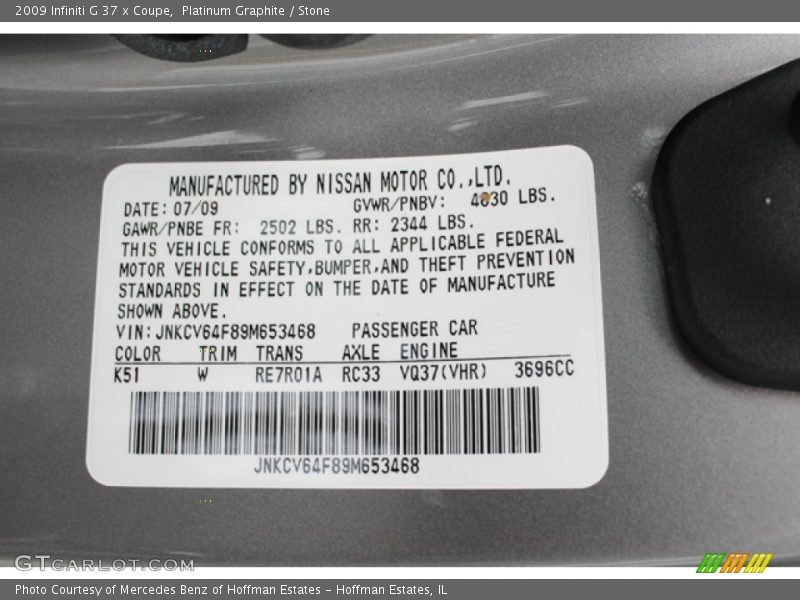 2009 Infiniti G 37 x Coupe, Platinum Graphite / Stone
MANUFACTURED BY NISSAN MOTOR CO.,LTD.
DATE: 07/09 GVWR/PNBV: LBS.
GAWR/PNBE FR: 2502 LBS. RR: 2344 LBS.
THIS VEHICLE CONFORMS TO ALL APPLICABLE FEDERAL
MOTOR VEHICLE SAFETY,BUMPER,AND THEFT PREVENTION
STANDARDS IN EFFECT ON THE DATE OF MANUFACTURE
SHOWN ABOVE.
VIN: JNKCV64F89M653468 PASSENGER CAR
COLOR TRIM TRANS AXLE ENGINE
K51 W RE7R01A RC33 VQ37(VHR) 3696CC
JNKCV64F89M653468
GTCARLOT.COM
Photo Courtesy of Mercedes Benz of Hoffman Estates - Hoffman Estates, IL